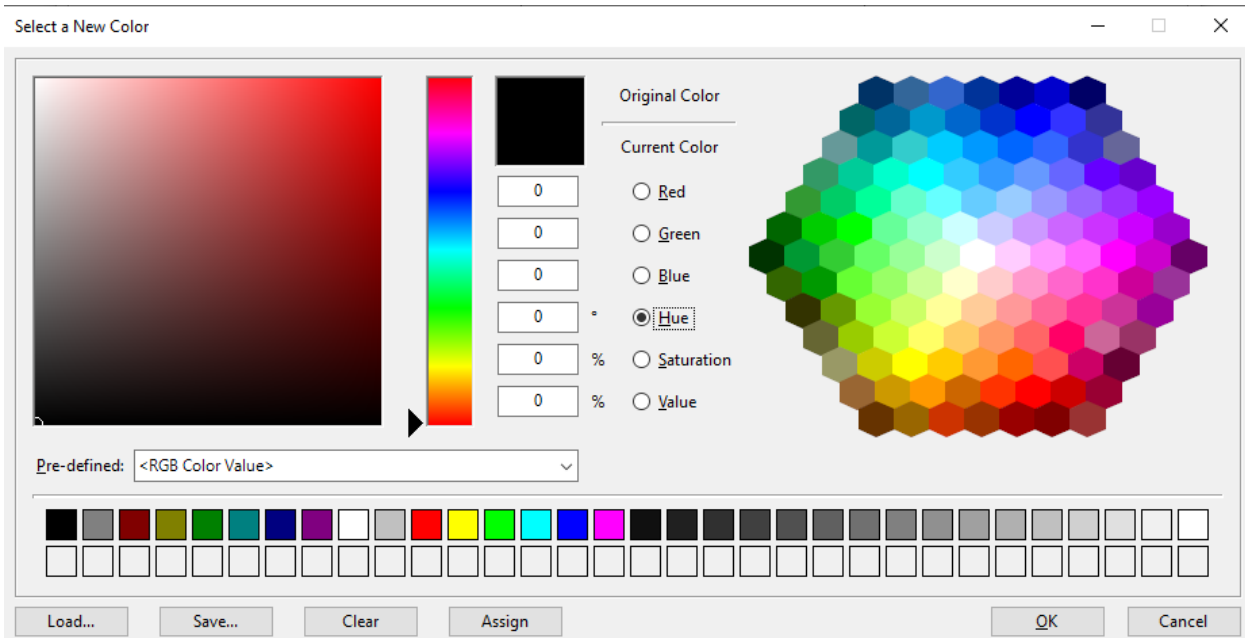 Select a New Color
Original Color
Current Color
0 Red
0 Green
0 Blue
0 ° Hue
0 % Saturation
0 % Value
Pre-defined: <RGB Color Value>
Load... Save... Clear Assign OK Cancel